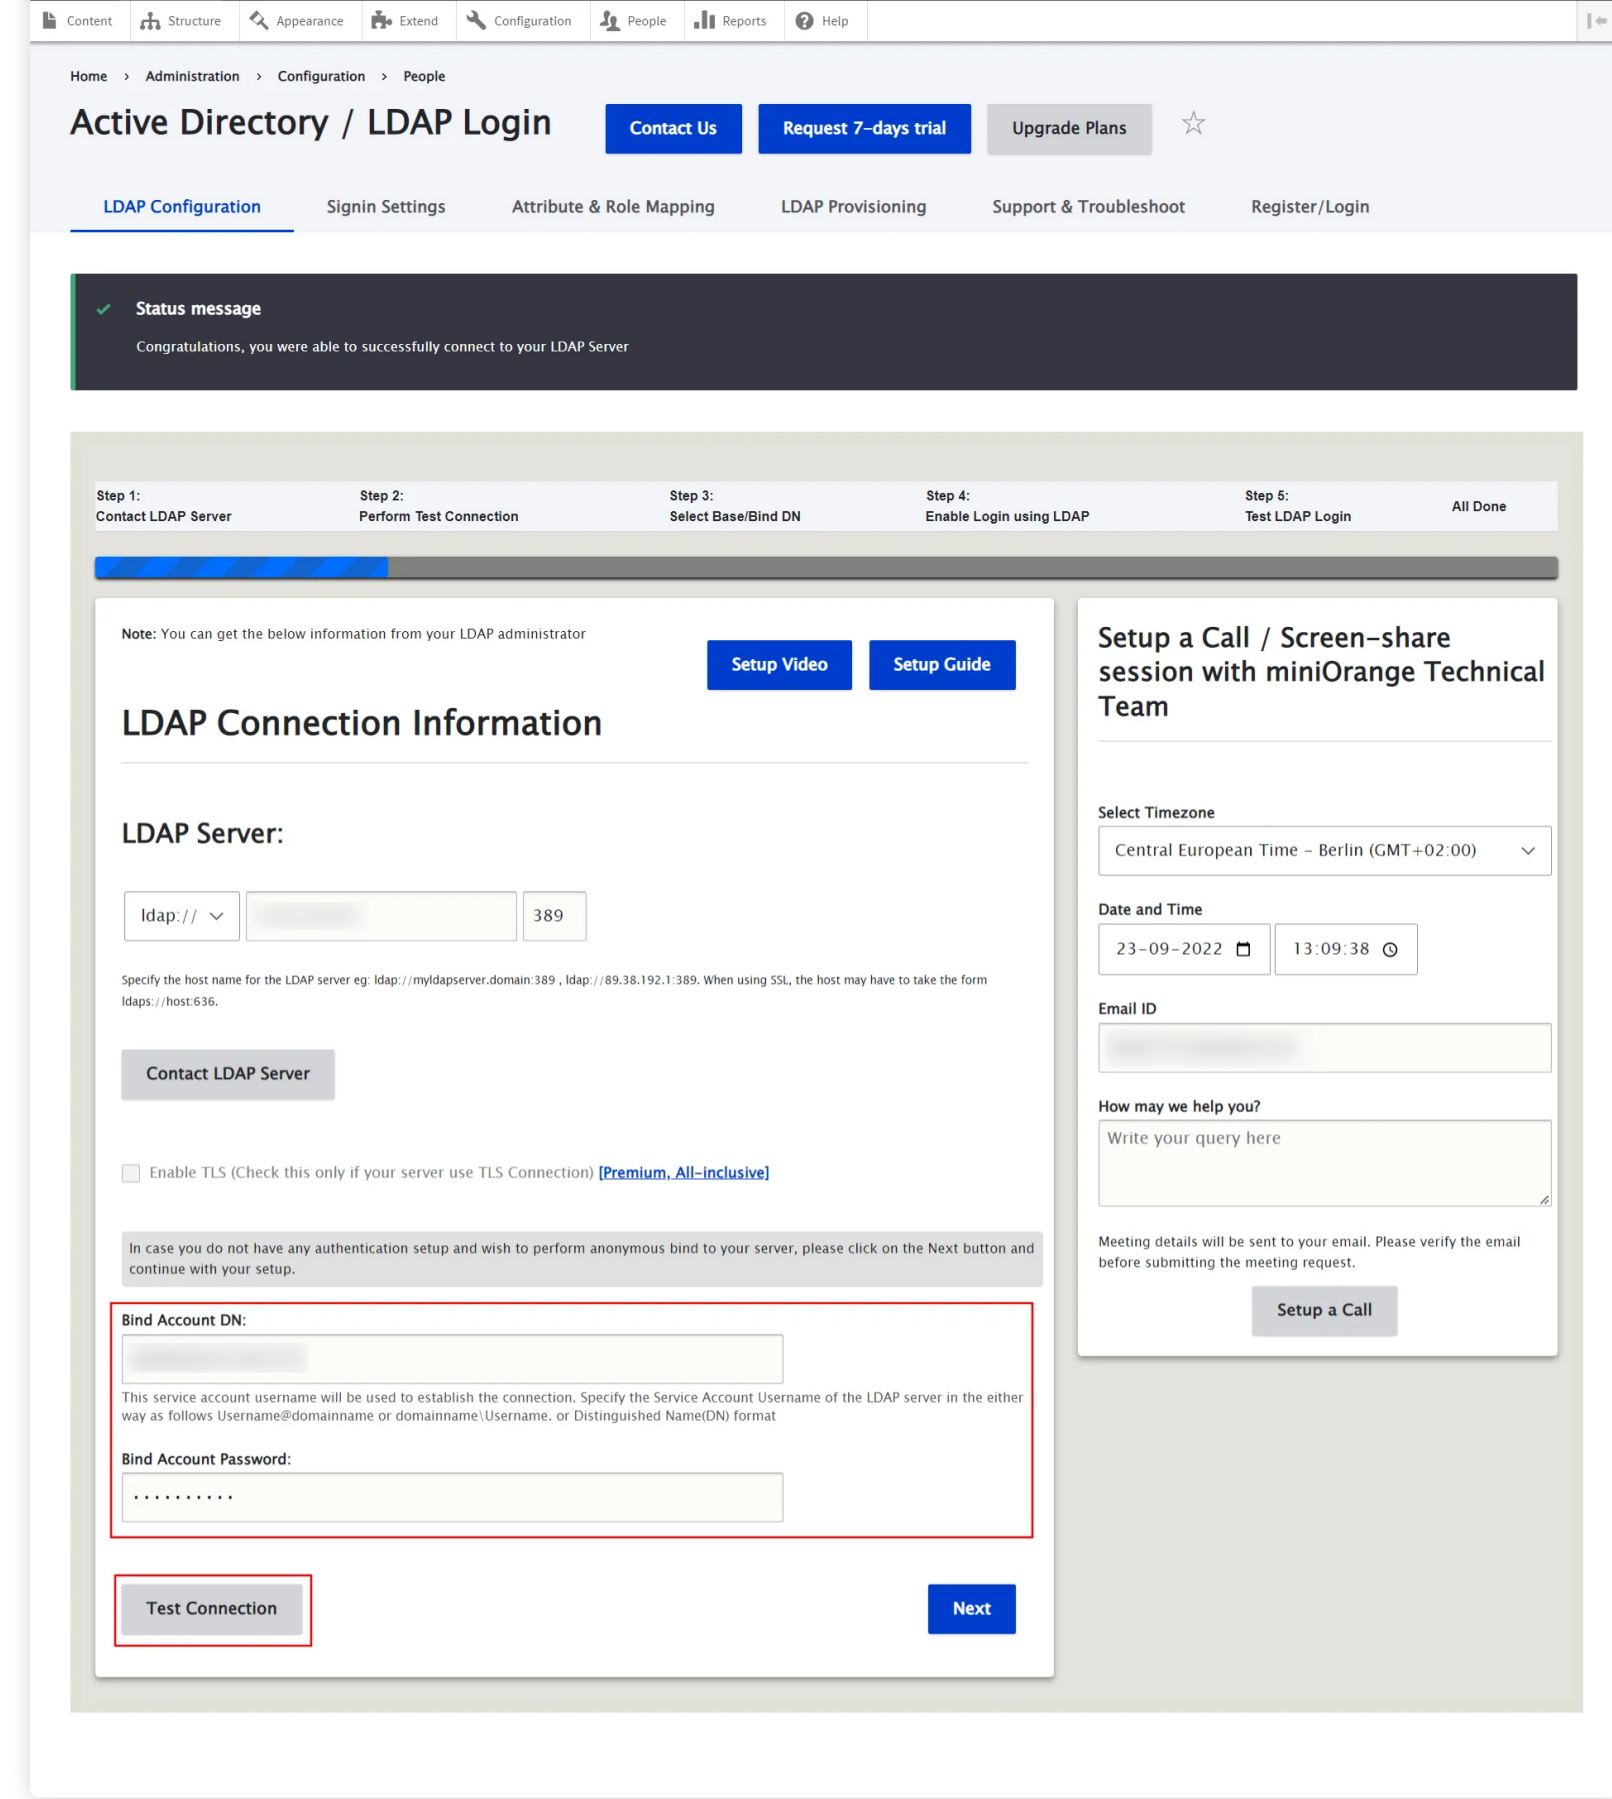 Content Structure Appearance Extend Configuration People Reports Help
Home › Administration › Configuration › People
Active Directory / LDAP Login
Contact Us Request 7-days trial Upgrade Plans
LDAP Configuration Signin Settings Attribute & Role Mapping LDAP Provisioning Support & Troubleshoot Register/Login
Status message
Congratulations, you were able to successfully connect to your LDAP Server
Step 1: Step 2: Step 3: Step 4: Step 5:
Contact LDAP Server Perform Test Connection Select Base/Bind DN Enable Login using LDAP Test LDAP Login All Done
Note: You can get the below information from your LDAP administrator
Setup Video Setup Guide
LDAP Connection Information
LDAP Server:
ldap:// 389
Specify the host name for the LDAP server eg: ldap://myldapserver.domain:389 , ldap://89.38.192.1:389. When using SSL, the host may have to take the form
ldaps://host:636.
Contact LDAP Server
Enable TLS (Check this only if your server use TLS Connection) [Premium, All-inclusive]
In case you do not have any authentication setup and wish to perform anonymous bind to your server, please click on the Next button and
continue with your setup.
Bind Account DN:
This service account username will be used to establish the connection. Specify the Service Account Username of the LDAP server in the either
way as follows Username@domainname or domainname\Username. or Distinguished Name(DN) format
Bind Account Password:
··········
Test Connection Next
Setup a Call / Screen-share
session with miniOrange Technical
Team
Select Timezone
Central European Time - Berlin (GMT+02:00)
Date and Time
23-09-2022 13:09:38
Email ID
How may we help you?
Write your query here
Meeting details will be sent to your email. Please verify the email
before submitting the meeting request.
Setup a Call